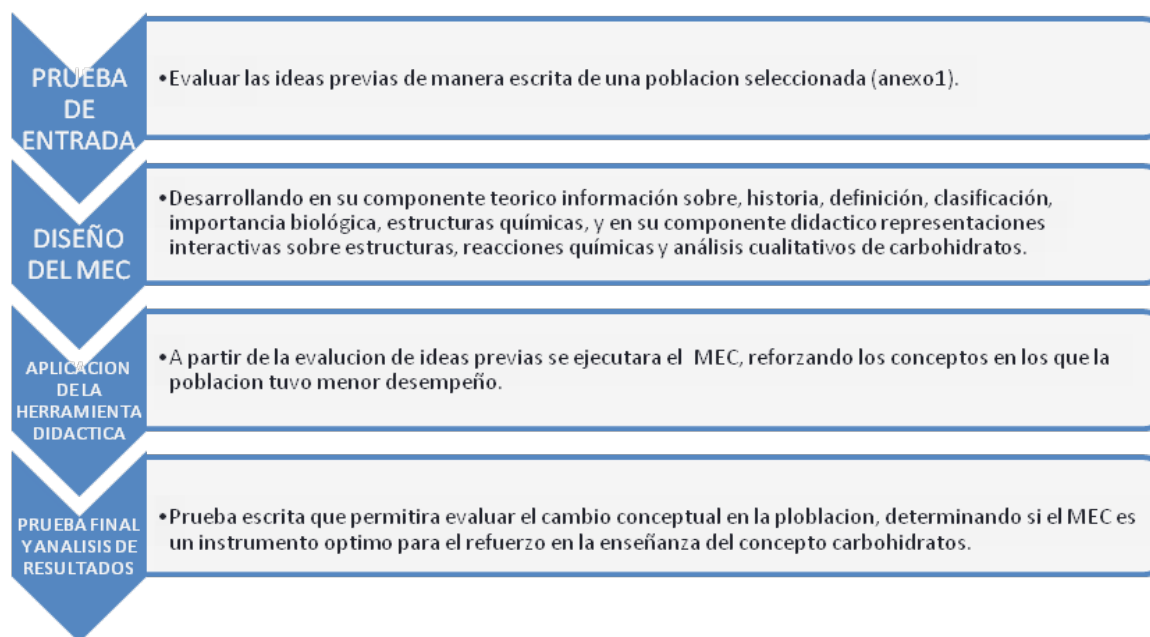 PRUEBA
DE
ENTRADA
•Evaluar las ideas previas de manera escrita de una poblacion seleccionada (anexo1).
DISEÑO
DEL MEC
•Desarrollando en su componente teorico información sobre, historia, definición, clasificación,
importancia biológica, estructuras químicas, y en su componente didactico representaciones
interactivas sobre estructuras, reacciones químicas y análisis cualitativos de carbohidratos.
APLICACION
DE LA
HERRAMIENTA
DIDACTICA
•A partir de la evalucion de ideas previas se ejecutara el MEC, reforzando los conceptos en los que la
poblacion tuvo menor desempeño.
PRUEBA FINAL
Y ANALISIS DE
RESULTADOS
•Prueba escrita que permitira evaluar el cambio conceptual en la ploblacion, determinando si el MEC es
un instrumento optimo para el refuerzo en la enseñanza del concepto carbohidratos.